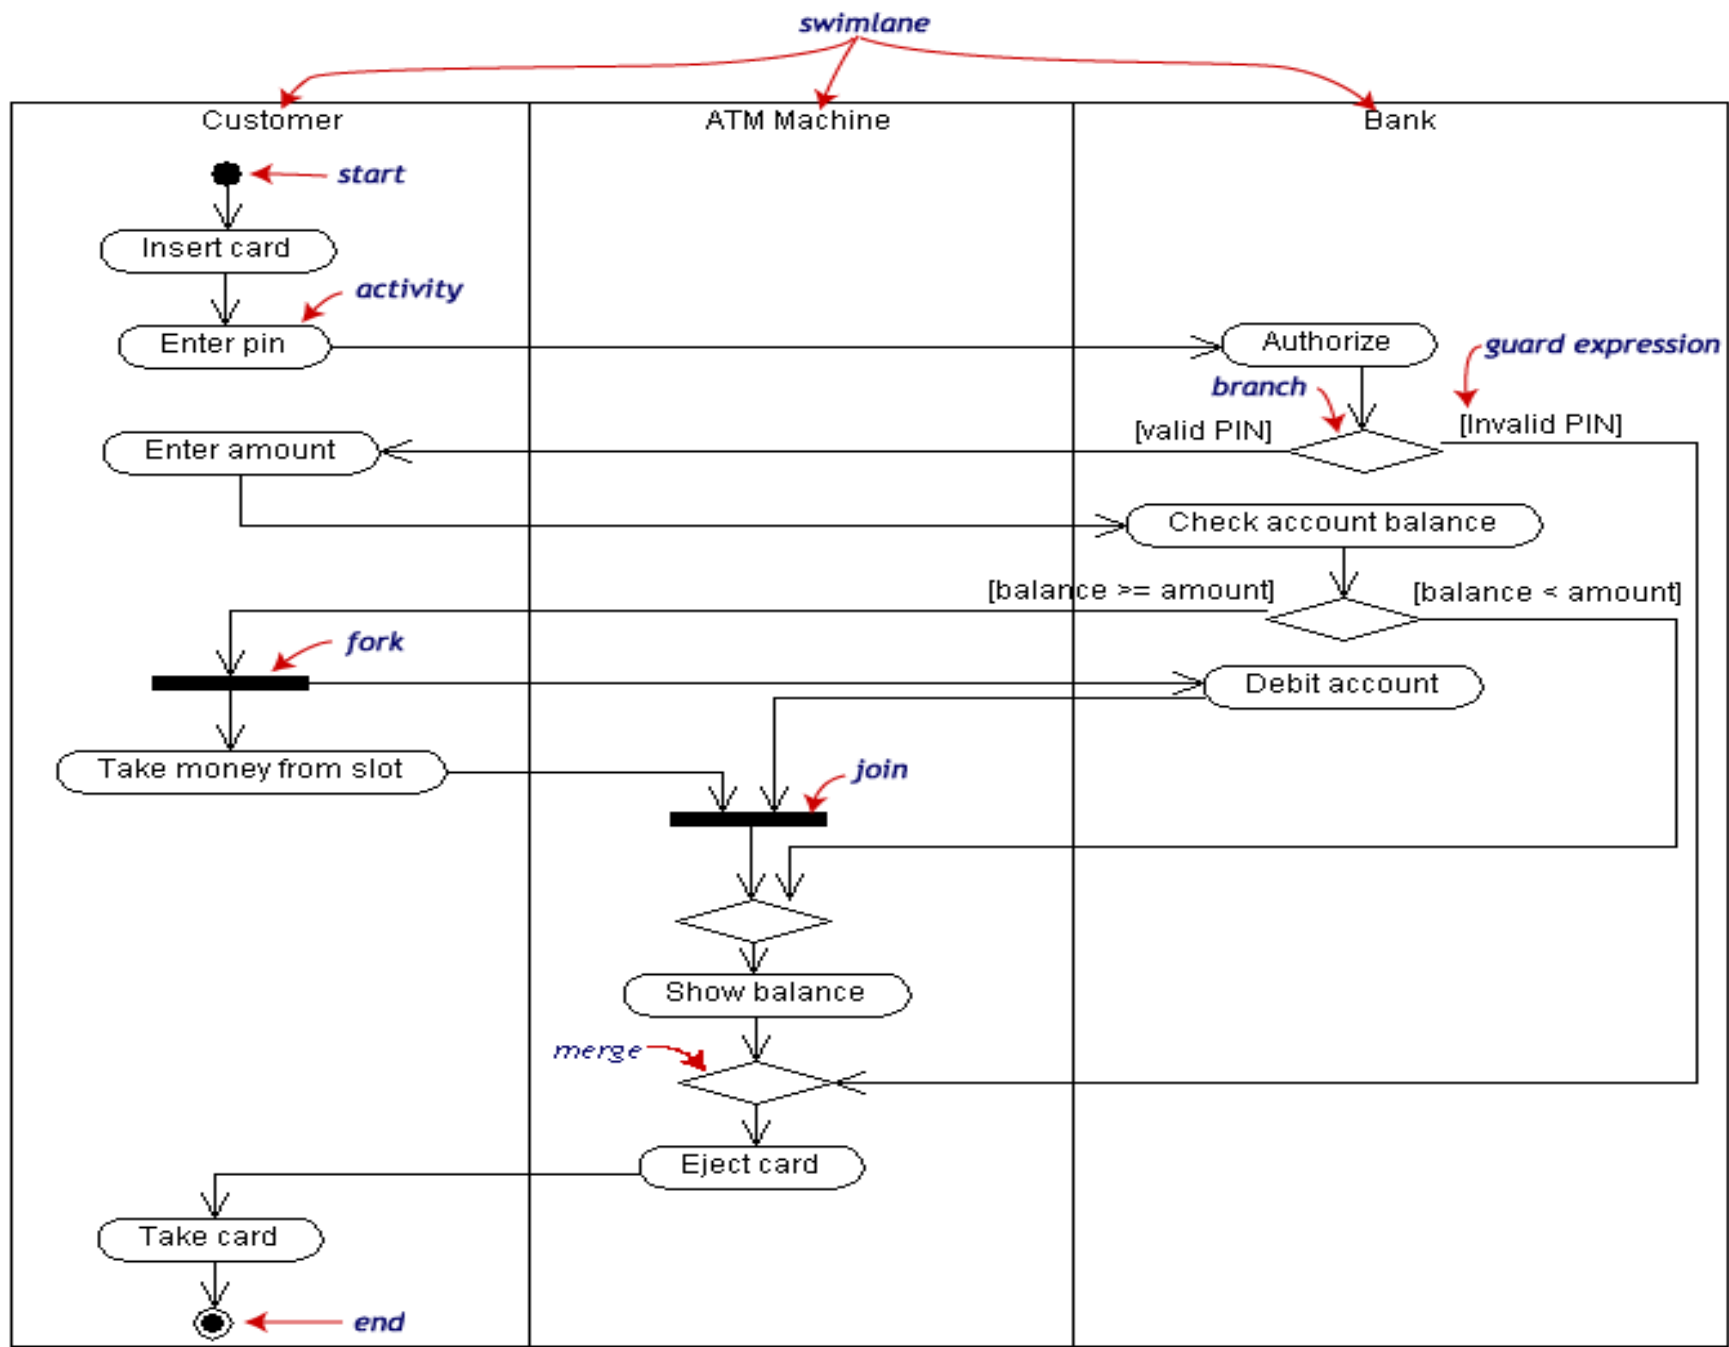 swimlane
Customer
ATM Machine
Bank
start
Insert card
activity
Enter pin
Authorize
guard expression
branch
[valid PIN]
[Invalid PIN]
Enter amount
Check account balance
[balance >= amount]
[balance < amount]
fork
Debit account
Take money from slot
join
Show balance
merge
Eject card
Take card
end